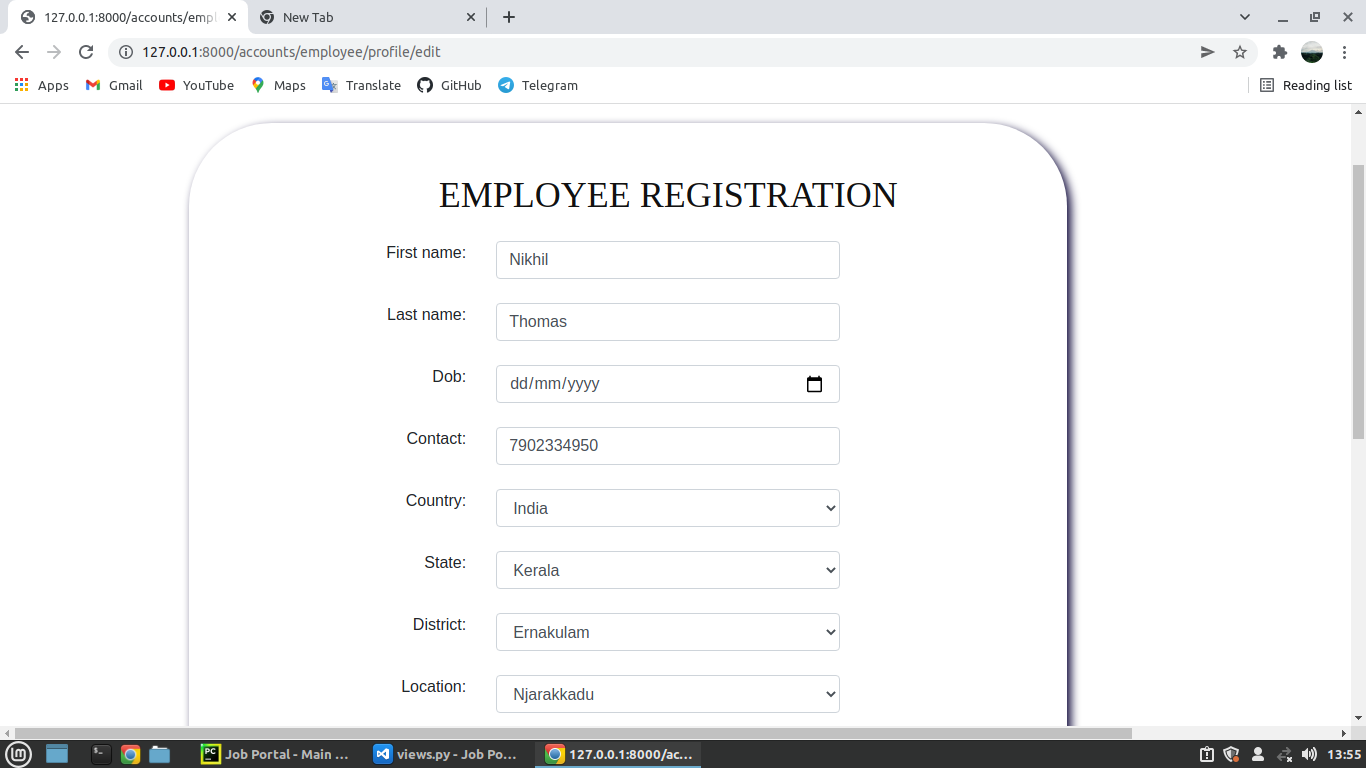 127.0.0.1:8000/accounts/empl
New Tab
127.0.0.1:8000/accounts/employee/profile/edit
Apps
Gmail
YouTube
Maps
Translate
GitHub
Telegram
Reading list
EMPLOYEE REGISTRATION
First name:
Nikhil
Last name:
Thomas
Dob:
dd/mm/yyyy
Contact:
7902334950
Country:
India
State:
Kerala
District:
Ernakulam
Location:
Njarakkadu
Job Portal - Main ...
views.py - Job Po...
127.0.0.1:8000/ac...
13:55